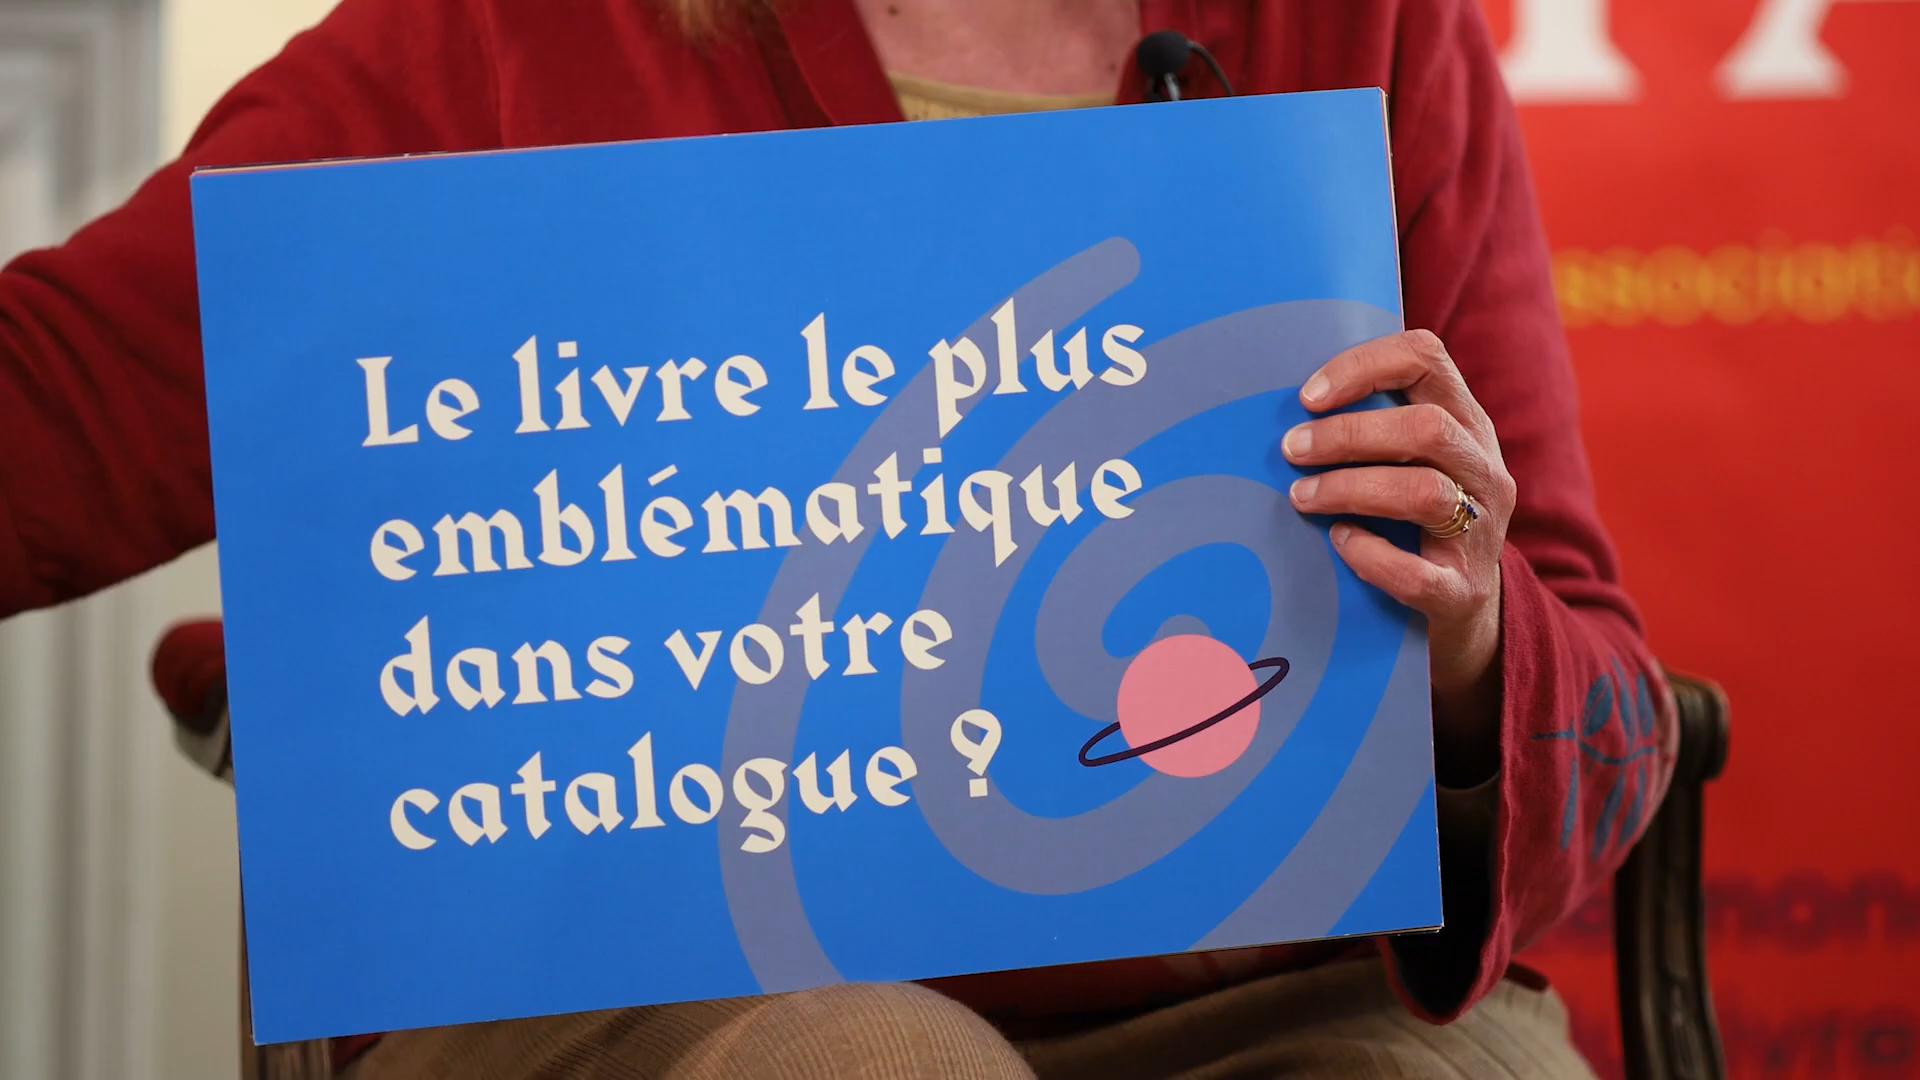 Le livre le plus
emblématique
dans votre
catalogue ?